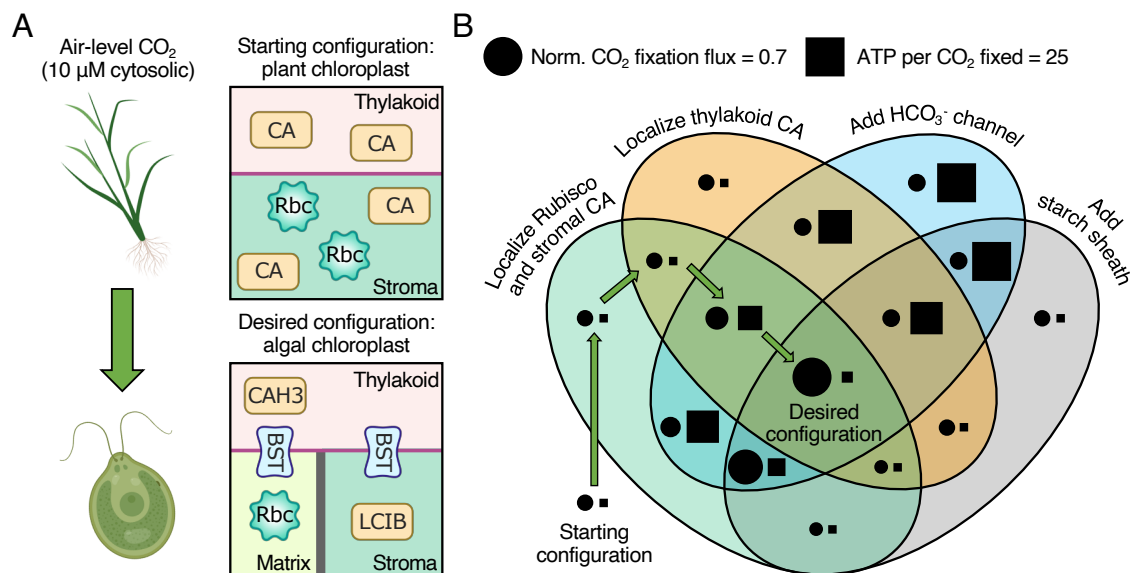 A
Air-level CO₂
(10 µM cytosolic)
Starting configuration:
plant chloroplast
Thylakoid
CA
CA
Rbc
CA
Rbc
CA
Stroma
Desired configuration:
algal chloroplast
Thylakoid
CAH3
BST
BST
Rbc
LCIB
Matrix
Stroma
B
Norm. CO₂ fixation flux = 0.7
ATP per CO₂ fixed = 25
Localize thylakoid CA
Add HCO₃⁻ channel
Localize Rubisco
and stromal CA
Add
starch sheath
Desired
configuration
Starting
configuration